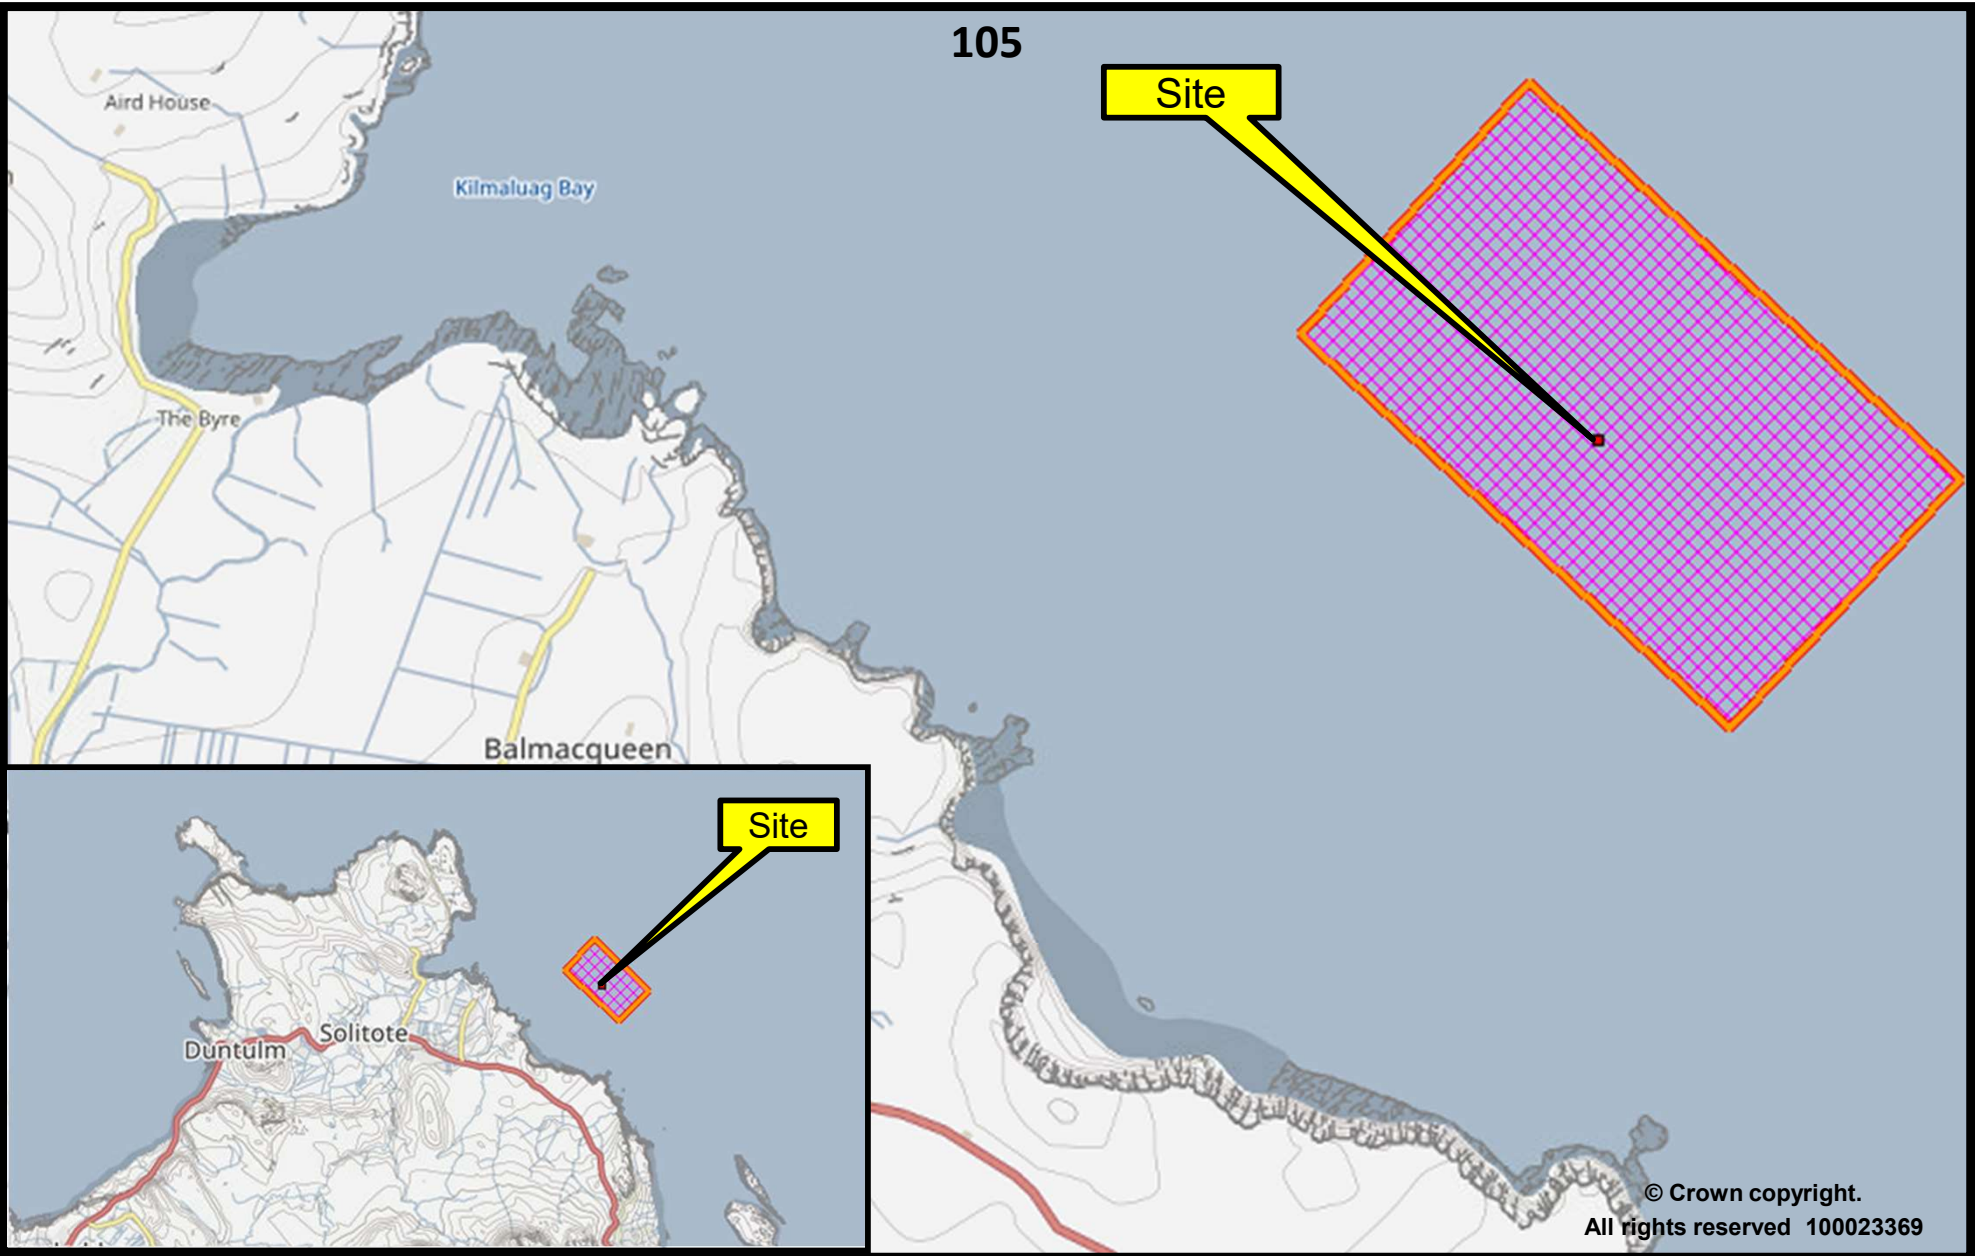 105
Site
Aird House
Kilmaluag Bay
The Byre
Balmacqueen
Site
Solitote
Duntulm
© Crown copyright.
All rights reserved 100023369